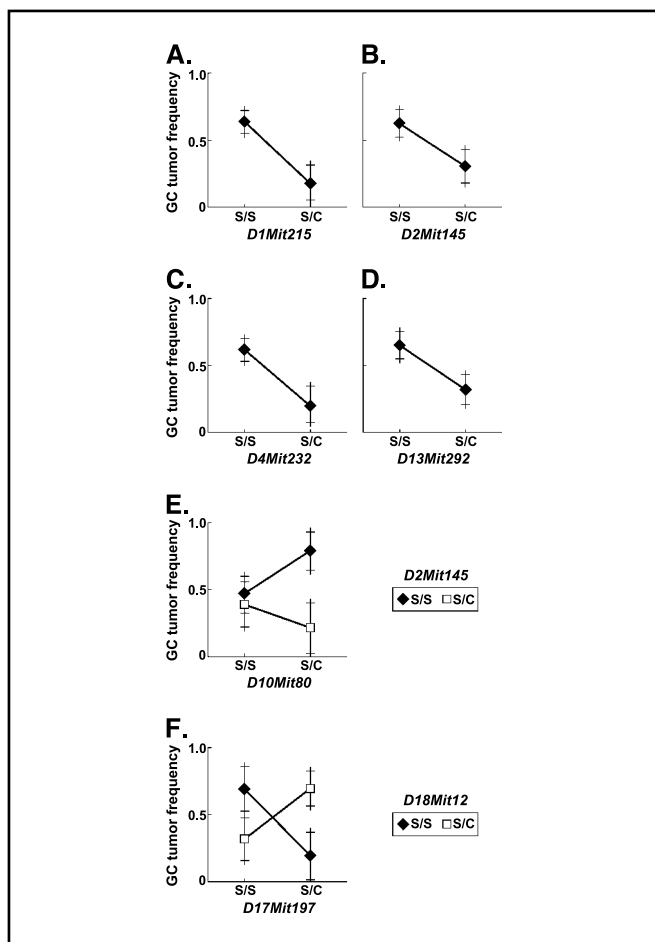 A.
B.
GC tumor frequency
1.0
0.5
0
S/S S/C
D1Mit215
S/S S/C
D2Mit145
C.
D.
GC tumor frequency
1.0
0.5
0
S/S S/C
D4Mit232
S/S S/C
D13Mit292
E.
GC tumor frequency
1.0
0.5
0
S/S S/C
D10Mit80
D2Mit145
S/S S/C
F.
GC tumor frequency
1.0
0.5
0
S/S S/C
D17Mit197
D18Mit12
S/S S/C